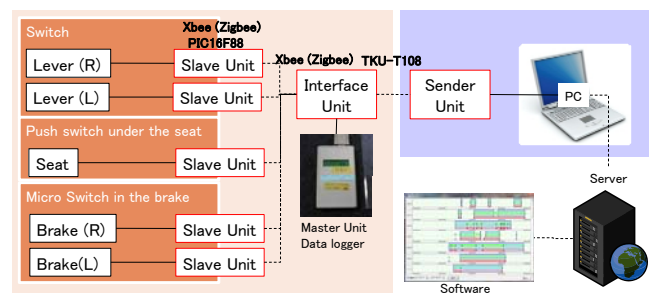 Switch
Xbee (Zigbee)
PIC16F88
Lever (R)
Slave Unit
Lever (L)
Slave Unit
Push switch under the seat
Seat
Slave Unit
Micro Switch in the brake
Brake (R)
Slave Unit
Brake(L)
Slave Unit
Xbee (Zigbee)
TKU-T108
Interface
Unit
Master Unit
Data logger
Sender
Unit
PC
Server
Software